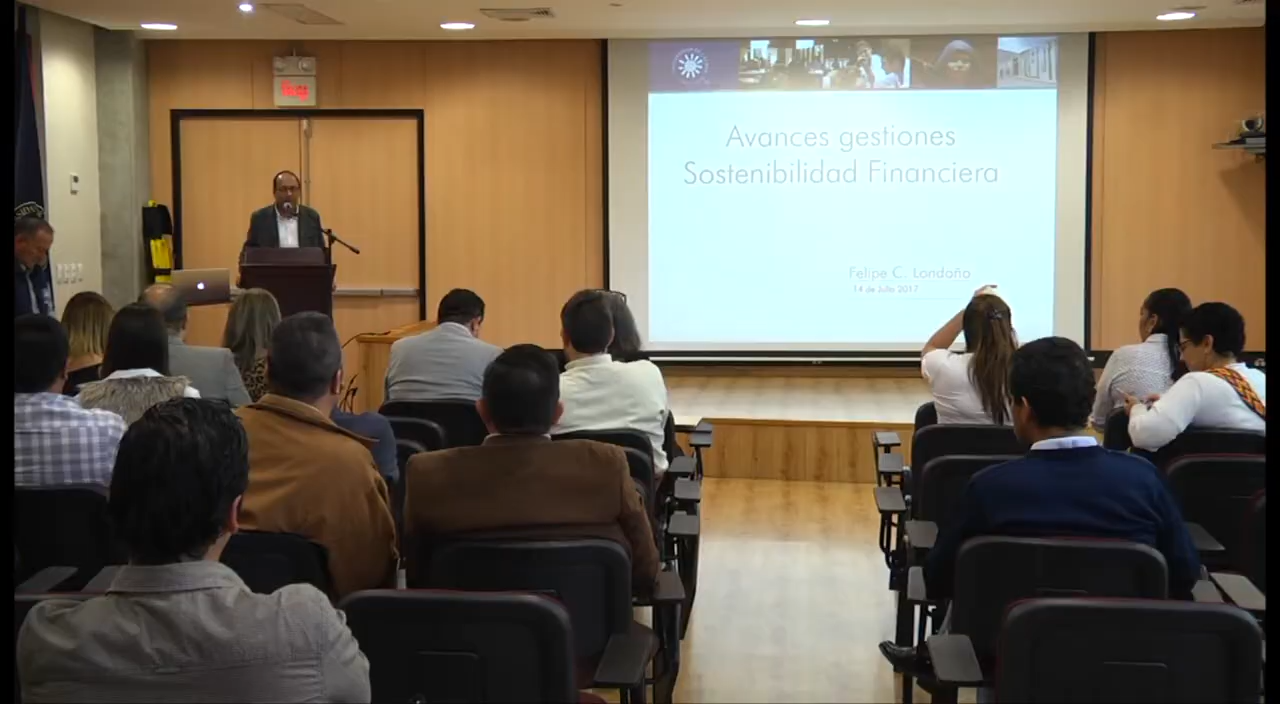 Avances gestiones
Sostenibilidad Financiera
Felipe C. Londoño
14 de Julio 2017